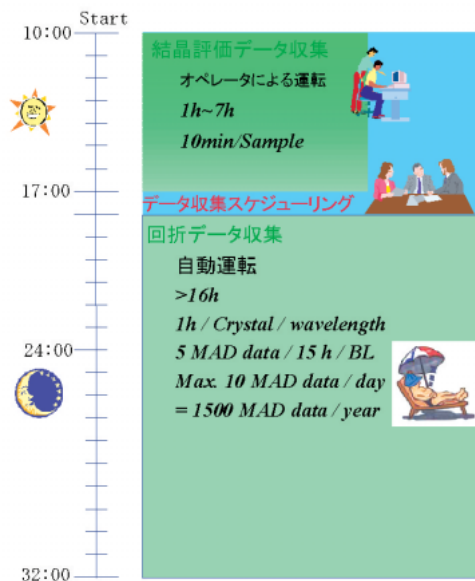 Start
10:00
結晶評価データ収集
オペレータによる運転
1h~7h
10min/Sample
17:00
データ収集スケジューリング
回折データ収集
自動運転
>16h
1h / Crystal / wavelength
24:00
5 MAD data / 15 h / BL
Max. 10 MAD data / day
= 1500 MAD data / year
32:00